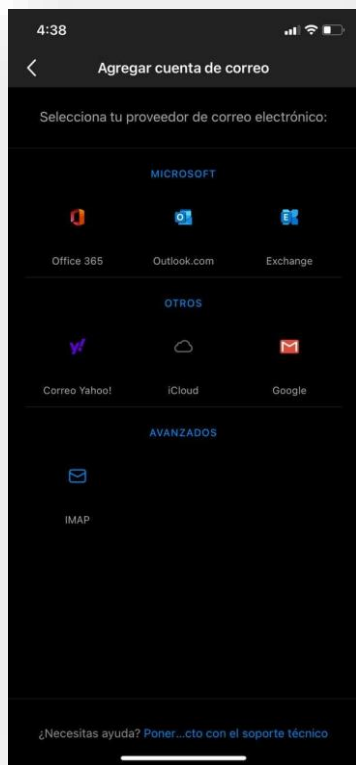 4:38
Agregar cuenta de correo
Selecciona tu proveedor de correo electrónico:
MICROSOFT
Office 365
Outlook.com
Exchange
OTROS
Correo Yahoo!
iCloud
Google
AVANZADOS
IMAP
¿Necesitas ayuda? Poner...cto con el soporte técnico